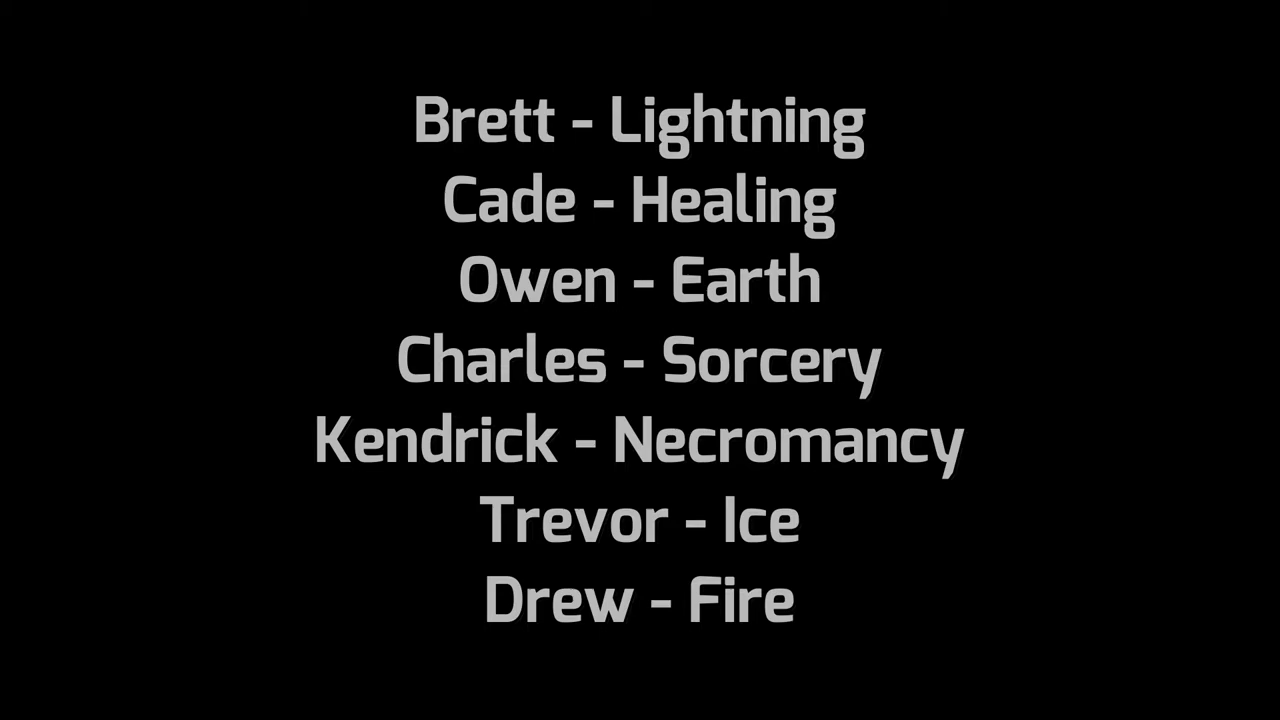 Brett - Lightning
Cade - Healing
Owen - Earth
Charles - Sorcery
Kendrick - Necromancy
Trevor - Ice
Drew - Fire